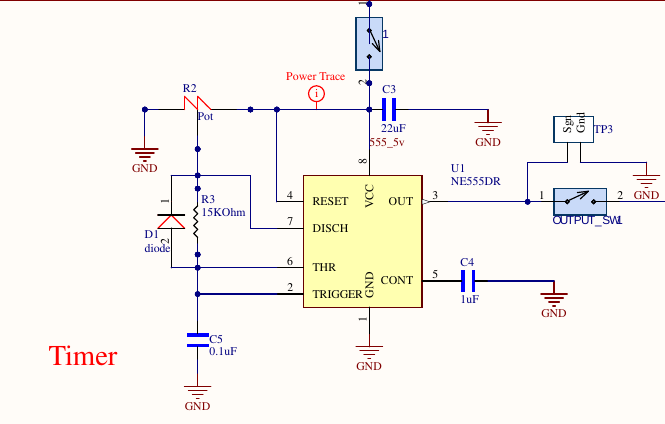 1
1
2
Power Trace
i
R2
Pot
C3
22uF
555_5v
GND
GND
8
VCC
U1
NE555DR
Sgn
Gnd
TP3
GND
4
RESET
OUT
3
1
2
OUTPUT_SW1
1
R3
15KOhm
D1
diode
2
7
DISCH
6
THR
2
TRIGGER
GND
CONT
5
C4
1uF
GND
1
GND
C5
0.1uF
GND
Timer